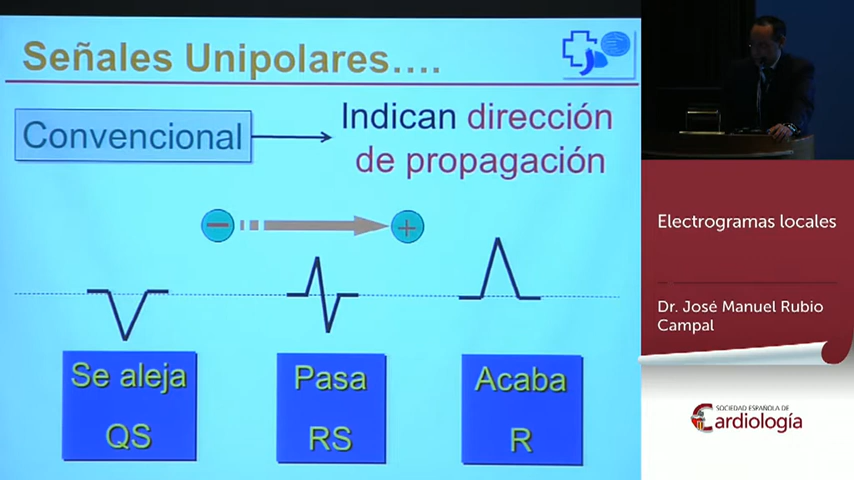 Señales Unipolares....
Convencional
Indican dirección
de propagación
Se aleja
QS
Pasa
RS
Acaba
R
Electrogramas locales
Dr. José Manuel Rubio
Campal
SOCIEDAD ESPAÑOLA DE
Cardiología